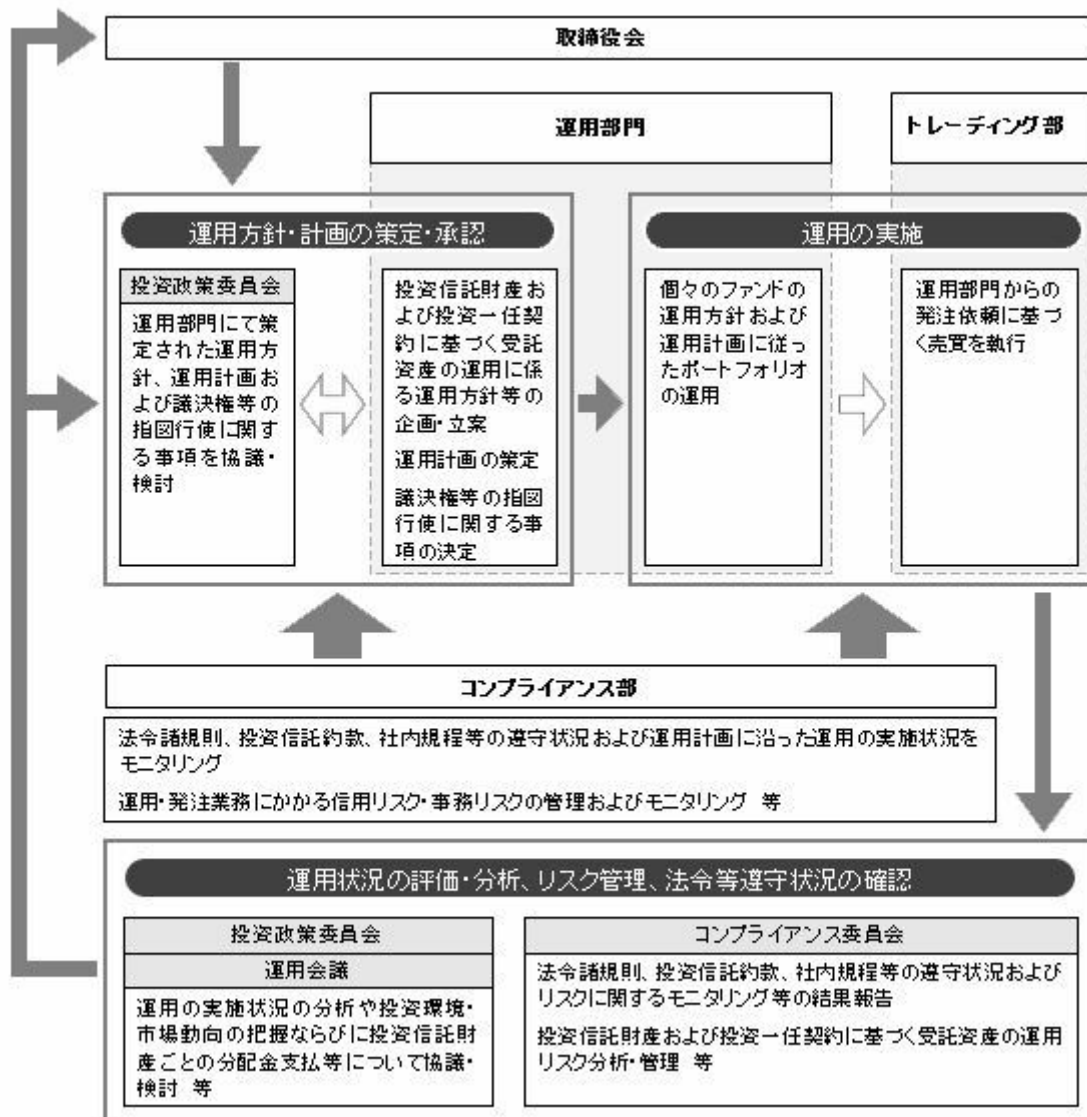 取締役会
運用部門
トレーディング部
運用方針・計画の策定・承認
投資政策委員会
運用部門にて策
定された運用方
針、運用計画お
よび議決権等の
指図行使に関す
る事項を協議・
検討
投資信託財産お
よび投資一任契
約に基づく受託
資産の運用に係
る運用方針等の
企画・立案
運用計画の策定
議決権等の指図
行使に関する事
項の決定
運用の実施
個々のファンドの
運用方針および
運用計画に従っ
たポートフォリオ
の運用
運用部門からの
発注依頼に基づ
く売買を執行
コンプライアンス部
法令諸規則、投資信託約款、社内規程等の遵守状況および運用計画に沿った運用の実施状況を
モニタリング
運用・発注業務にかかる信用リスク・事務リスクの管理およびモニタリング 等
運用状況の評価・分析、リスク管理、法令等遵守状況の確認
投資政策委員会
運用会議
運用の実施状況の分析や投資環境・
市場動向の把握ならびに投資信託財
産ごとの分配金支払等について協議・
検討 等
コンプライアンス委員会
法令諸規則、投資信託約款、社内規程等の遵守状況および
リスクに関するモニタリング等の結果報告
投資信託財産および投資一任契約に基づく受託資産の運用
リスク分析・管理 等